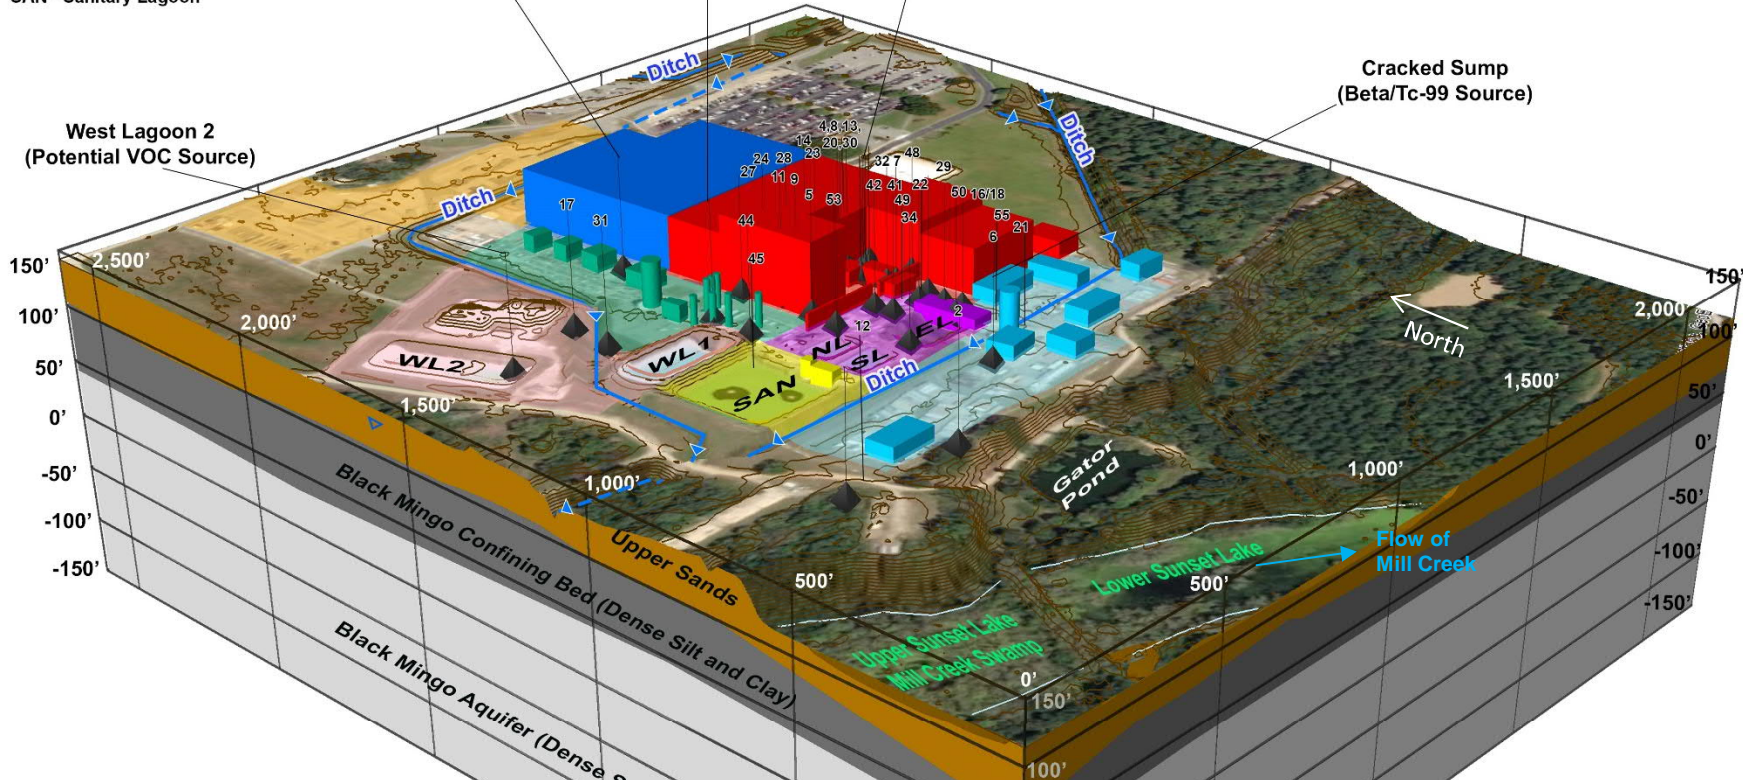 Ditch
Cracked Sump
(Beta/Tc-99 Source)
West Lagoon 2
(Potential VOC Source)
Ditch
4,8,13,
20,30
14
23
24
28
27
11
9
5
53
32
7
48
29
42
41
22
49
34
50
16/18
55
21
6
Ditch
17
31
44
45
2
12
150'
2,500'
150'
100'
2,000'
2,000'
100'
North
WL2
WL1
NL
EL
SL
Ditch
SAN
50'
1,500'
1,500'
50'
0'
0'
Gator
Pond
1,000'
1,000'
-50'
-50'
-100'
-100'
-150'
-150'
Black Mingo Confining Bed (Dense Silt and Clay)
Upper Sands
500'
500'
Lower Sunset Lake
Flow of
Mill Creek
Upper Sunset Lake
Mill Creek Swamp
0'
150'
100'
Black Mingo Aquifer (Dense